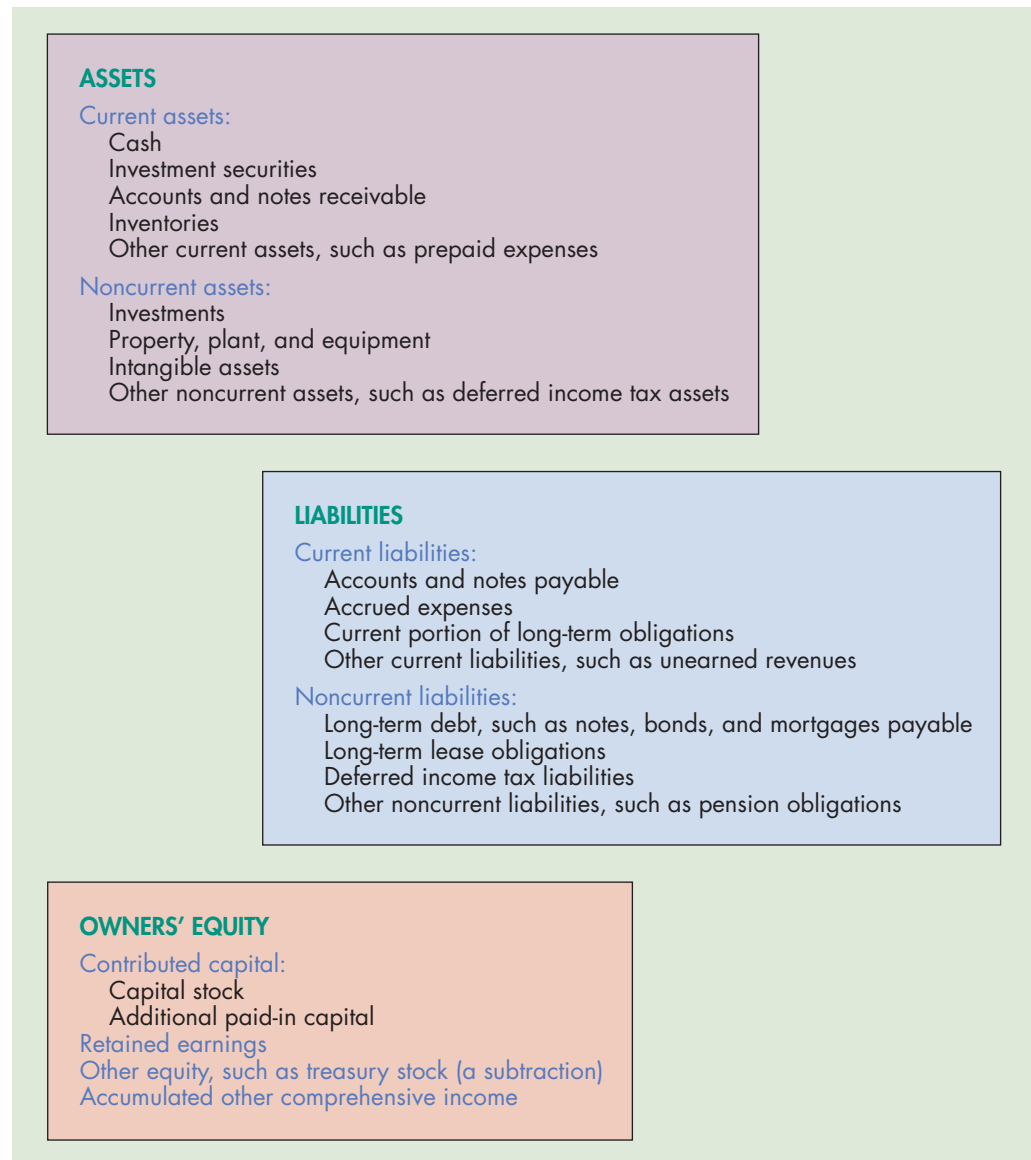 ASSETS
Current assets:
Cash
Investment securities
Accounts and notes receivable
Inventories
Other current assets, such as prepaid expenses
Noncurrent assets:
Investments
Property, plant, and equipment
Intangible assets
Other noncurrent assets, such as deferred income tax assets
LIABILITIES
Current liabilities:
Accounts and notes payable
Accrued expenses
Current portion of long-term obligations
Other current liabilities, such as unearned revenues
Noncurrent liabilities:
Long-term debt, such as notes, bonds, and mortgages payable
Long-term lease obligations
Deferred income tax liabilities
Other noncurrent liabilities, such as pension obligations
OWNERS’ EQUITY
Contributed capital:
Capital stock
Additional paid-in capital
Retained earnings
Other equity, such as treasury stock (a subtraction)
Accumulated other comprehensive income